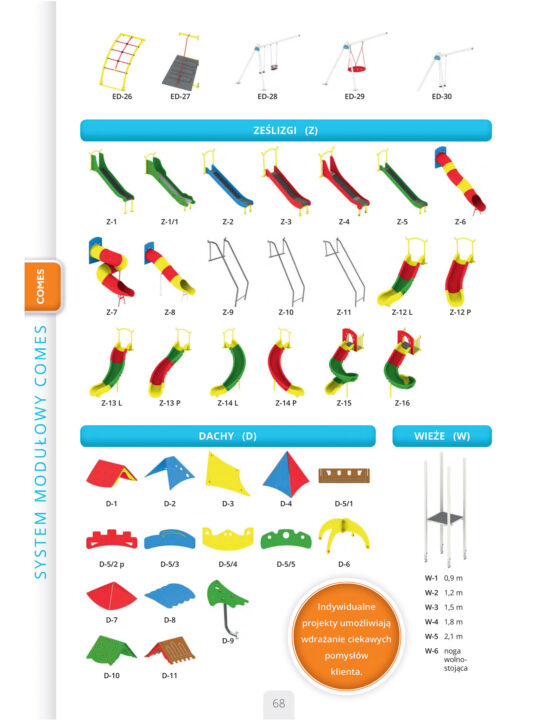 ED-26 ED-27 ED-28 ED-29 ED-30
ZEŚLIZGI (Z)
Z-1 Z-1/1 Z-2 Z-3 Z-4 Z-5 Z-6
Z-7 Z-8 Z-9 Z-10 Z-11 Z-12 L Z-12 P
Z-13 L Z-13 P Z-14 L Z-14 P Z-15 Z-16
COMES
SYSTEM MODUŁOWY COMES
DACHY (D)
D-1 D-2 D-3 D-4 D-5/1
D-5/2 p D-5/3 D-5/4 D-5/5 D-6
D-7 D-8 D-9
D-10 D-11
WIEŻE (W)
W-1 0,9 m
W-2 1,2 m
W-3 1,5 m
W-4 1,8 m
W-5 2,1 m
W-6 noga
wolno-
stojąca
Indywidualne
projekty umożliwiają
wdrażanie ciekawych
pomysłów
klienta.
68